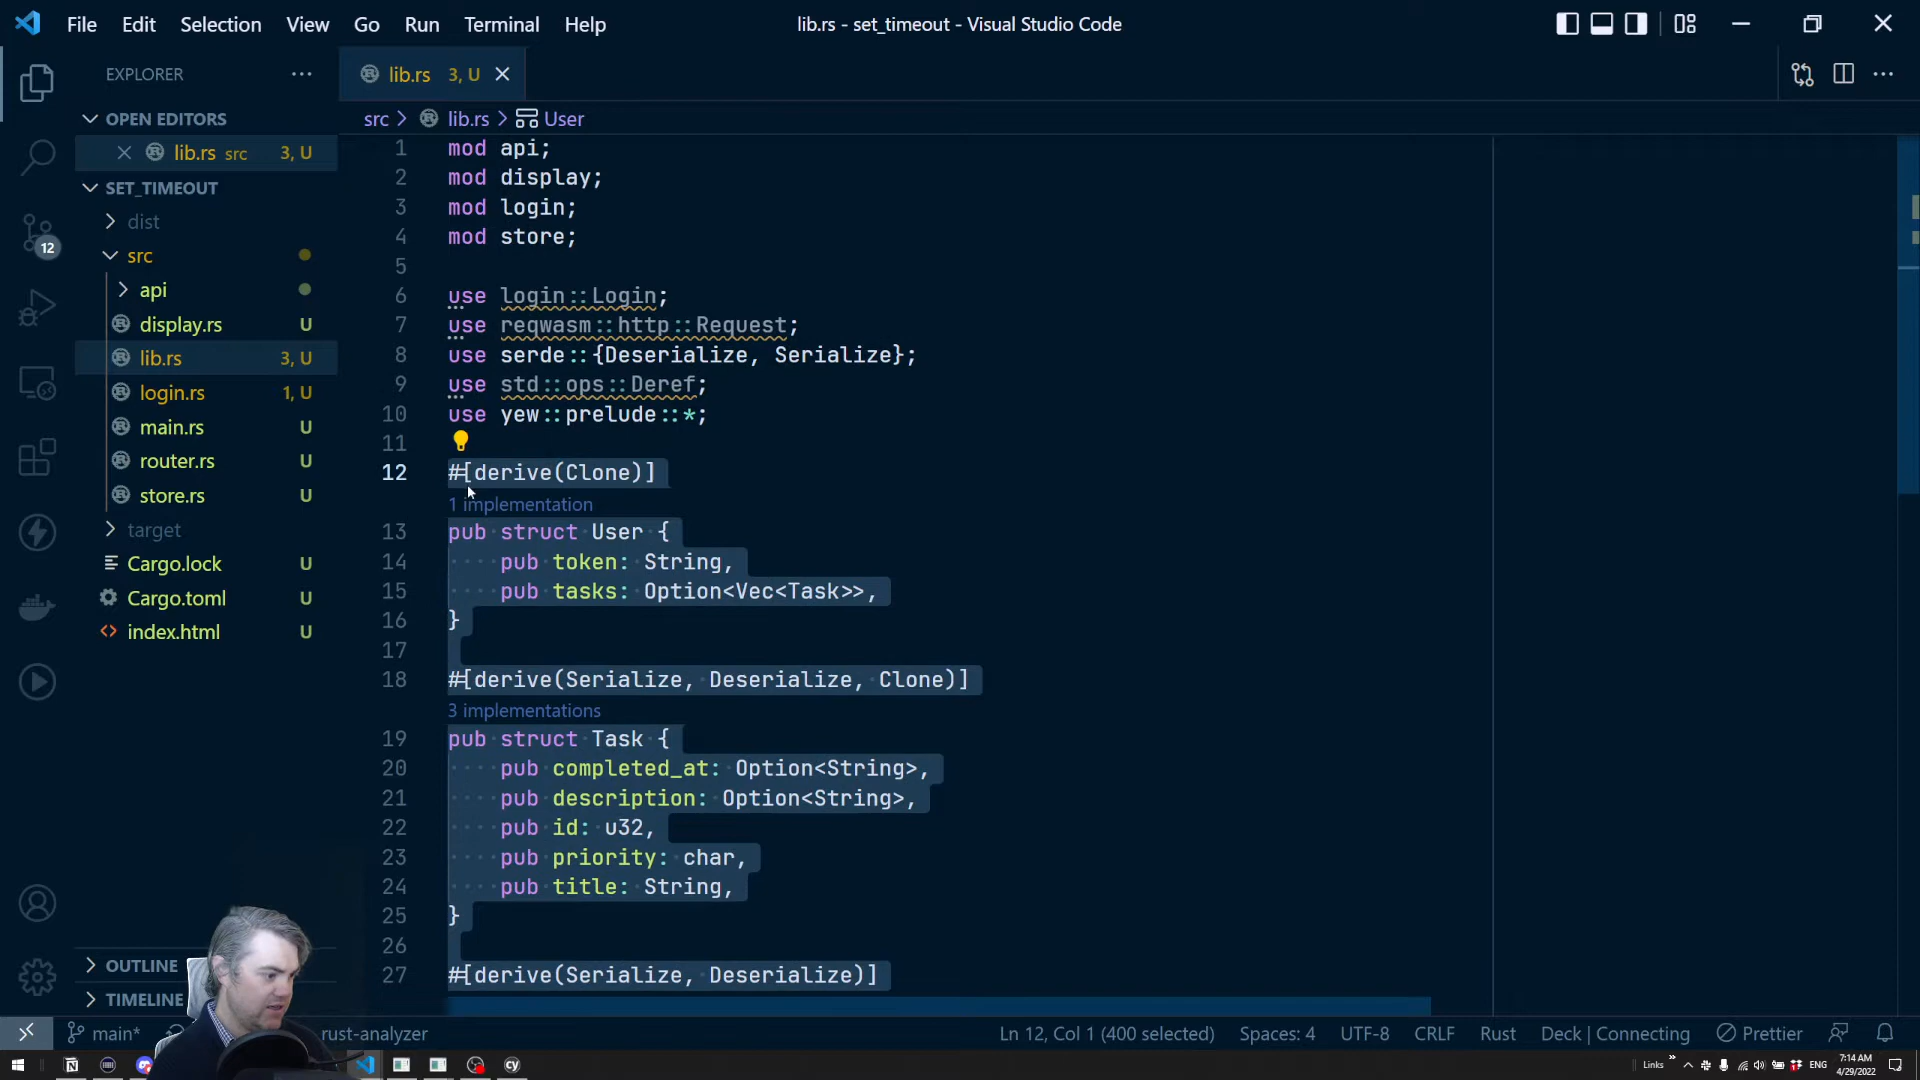 File Edit Selection View Go Run Terminal Help
lib.rs - set_timeout - Visual Studio Code
EXPLORER
lib.rs 3, U
OPEN EDITORS
lib.rs src 3, U
SET_TIMEOUT
dist
src
api
display.rs U
lib.rs 3, U
login.rs 1, U
main.rs U
router.rs U
store.rs U
target
Cargo.lock U
Cargo.toml U
index.html U
OUTLINE
TIMELINE
12
src > lib.rs > User
1 mod api;
2 mod display;
3 mod login;
4 mod store;
5
6 use login::Login;
7 use reqwasm::http::Request;
8 use serde::{Deserialize, Serialize};
9 use std::ops::Deref;
10 use yew::prelude::*;
11
12 #[derive(Clone)]
1 implementation
13 pub struct User {
14 pub token: String,
15 pub tasks: Option<Vec<Task>>,
16 }
17
18 #[derive(Serialize, Deserialize, Clone)]
3 implementations
19 pub struct Task {
20 pub completed_at: Option<String>,
21 pub description: Option<String>,
22 pub id: u32,
23 pub priority: char,
24 pub title: String,
25 }
26
27 #[derive(Serialize, Deserialize)]
main* rust-analyzer Ln 12, Col 1 (400 selected) Spaces: 4 UTF-8 CRLF Rust Deck | Connecting Prettier
Links ENG 7:14 AM
4/29/2022